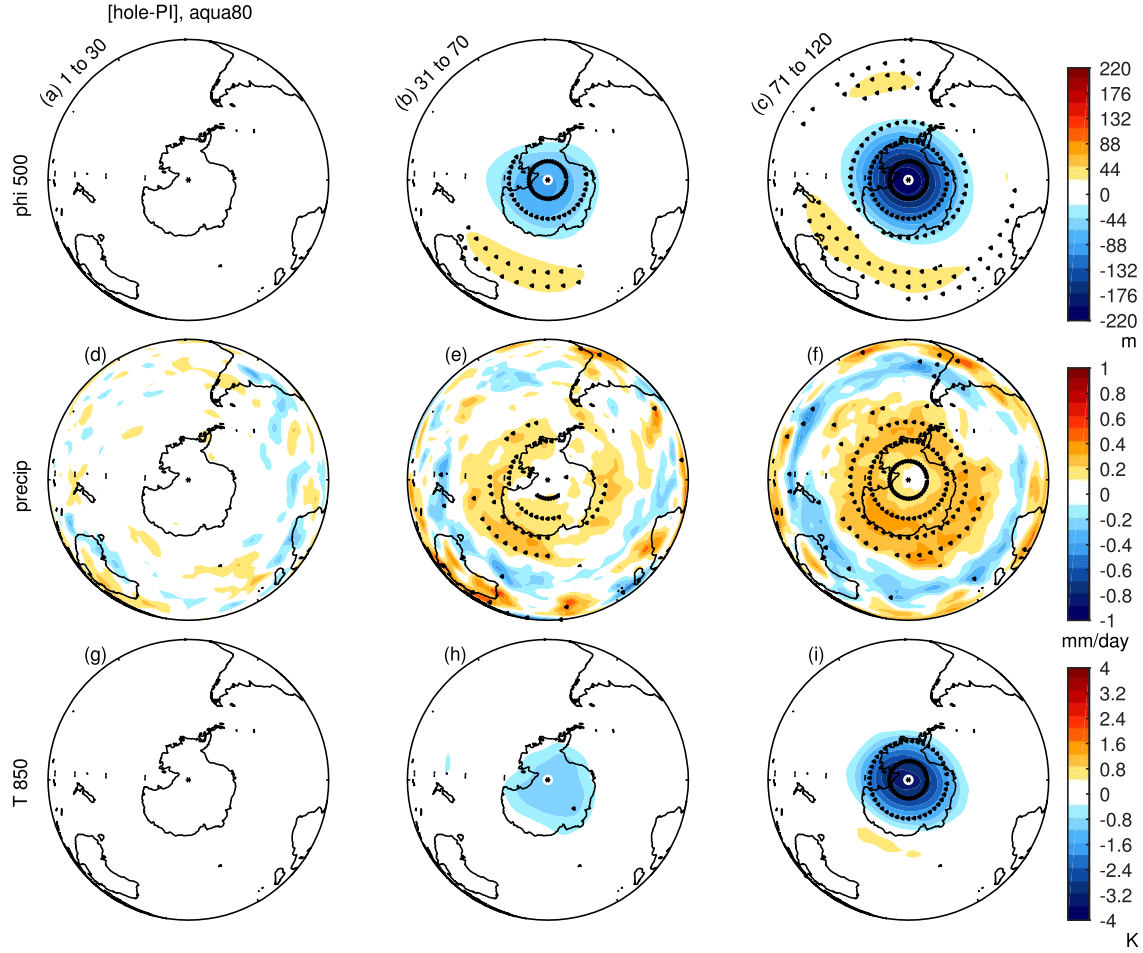 [hole-PI], aqua80
(a) 1 to 30
(b) 31 to 70
(c) 71 to 120
phi 500
220
176
132
88
44
0
-44
-88
-132
-176
-220
m
(d)
(e)
(f)
precip
1
0.8
0.6
0.4
0.2
0
-0.2
-0.4
-0.6
-0.8
-1
mm/day
(g)
(h)
(i)
T 850
4
3.2
2.4
1.6
0.8
0
-0.8
-1.6
-2.4
-3.2
-4
K